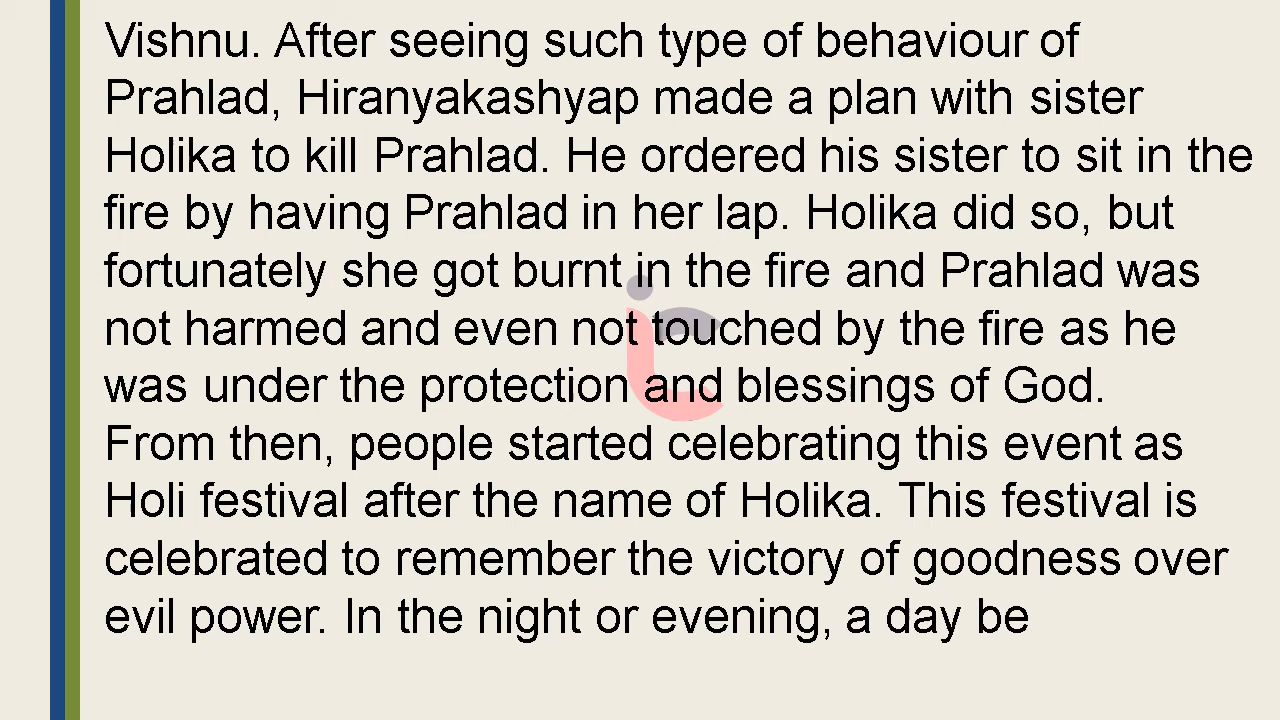 Vishnu. After seeing such type of behaviour of
Prahlad, Hiranyakashyap made a plan with sister
Holika to kill Prahlad. He ordered his sister to sit in the
fire by having Prahlad in her lap. Holika did so, but
fortunately she got burnt in the fire and Prahlad was
not harmed and even not touched by the fire as he
was under the protection and blessings of God.
From then, people started celebrating this event as
Holi festival after the name of Holika. This festival is
celebrated to remember the victory of goodness over
evil power. In the night or evening, a day be